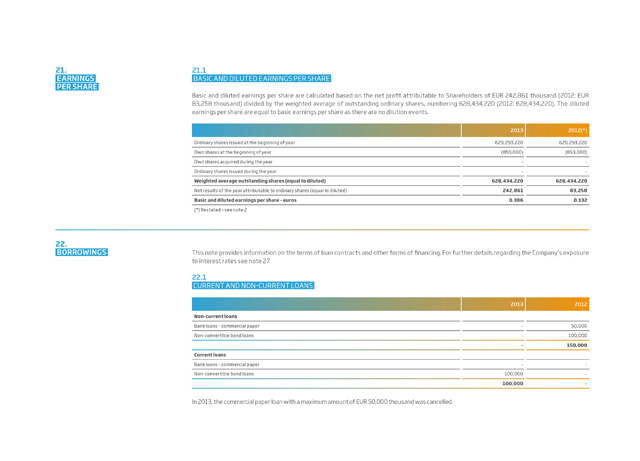 21.
EARNINGS
PER SHARE
21.1
BASIC AND DILUTED EARNINGS PER SHARE
Basic and diluted earnings per share are calculated based on the net profit attributable to Shareholders of EUR 242,861 thousand (2012: EUR
83,258 thousand) divided by the weighted average of outstanding ordinary shares, numbering 628,434,220 (2012: 628,434,220). The diluted
earnings per share are equal to basic earnings per share as there are no dilution events.
2013 2012(*)
Ordinary shares issued at the beginning of year 629,293,220 629,293,220
Own shares at the beginning of year (859,000) (859,000)
Own shares acquired during the year - -
Ordinary shares issued during the year - -
Weighted average outstanding shares (equal to diluted) 628,434,220 628,434,220
Net results of the year attributable to ordinary shares (equal to diluted) 242,861 83,258
Basic and diluted earnings per share - euros 0.386 0.132
(*) Restated – see note 2
22.
BORROWINGS
This note provides information on the terms of loan contracts and other forms of financing. For further details regarding the Company's exposure
to interest rates see note 27.
22.1
CURRENT AND NON-CURRENT LOANS
2013 2012
Non-current loans
Bank loans - commercial paper - 50,000
Non-convertible bond loans - 100,000
- 150,000
Current loans
Bank loans - commercial paper - -
Non-convertible bond loans 100,000 -
100,000 -
In 2013, the commercial paper loan with a maximum amount of EUR 50,000 thousand was cancelled.